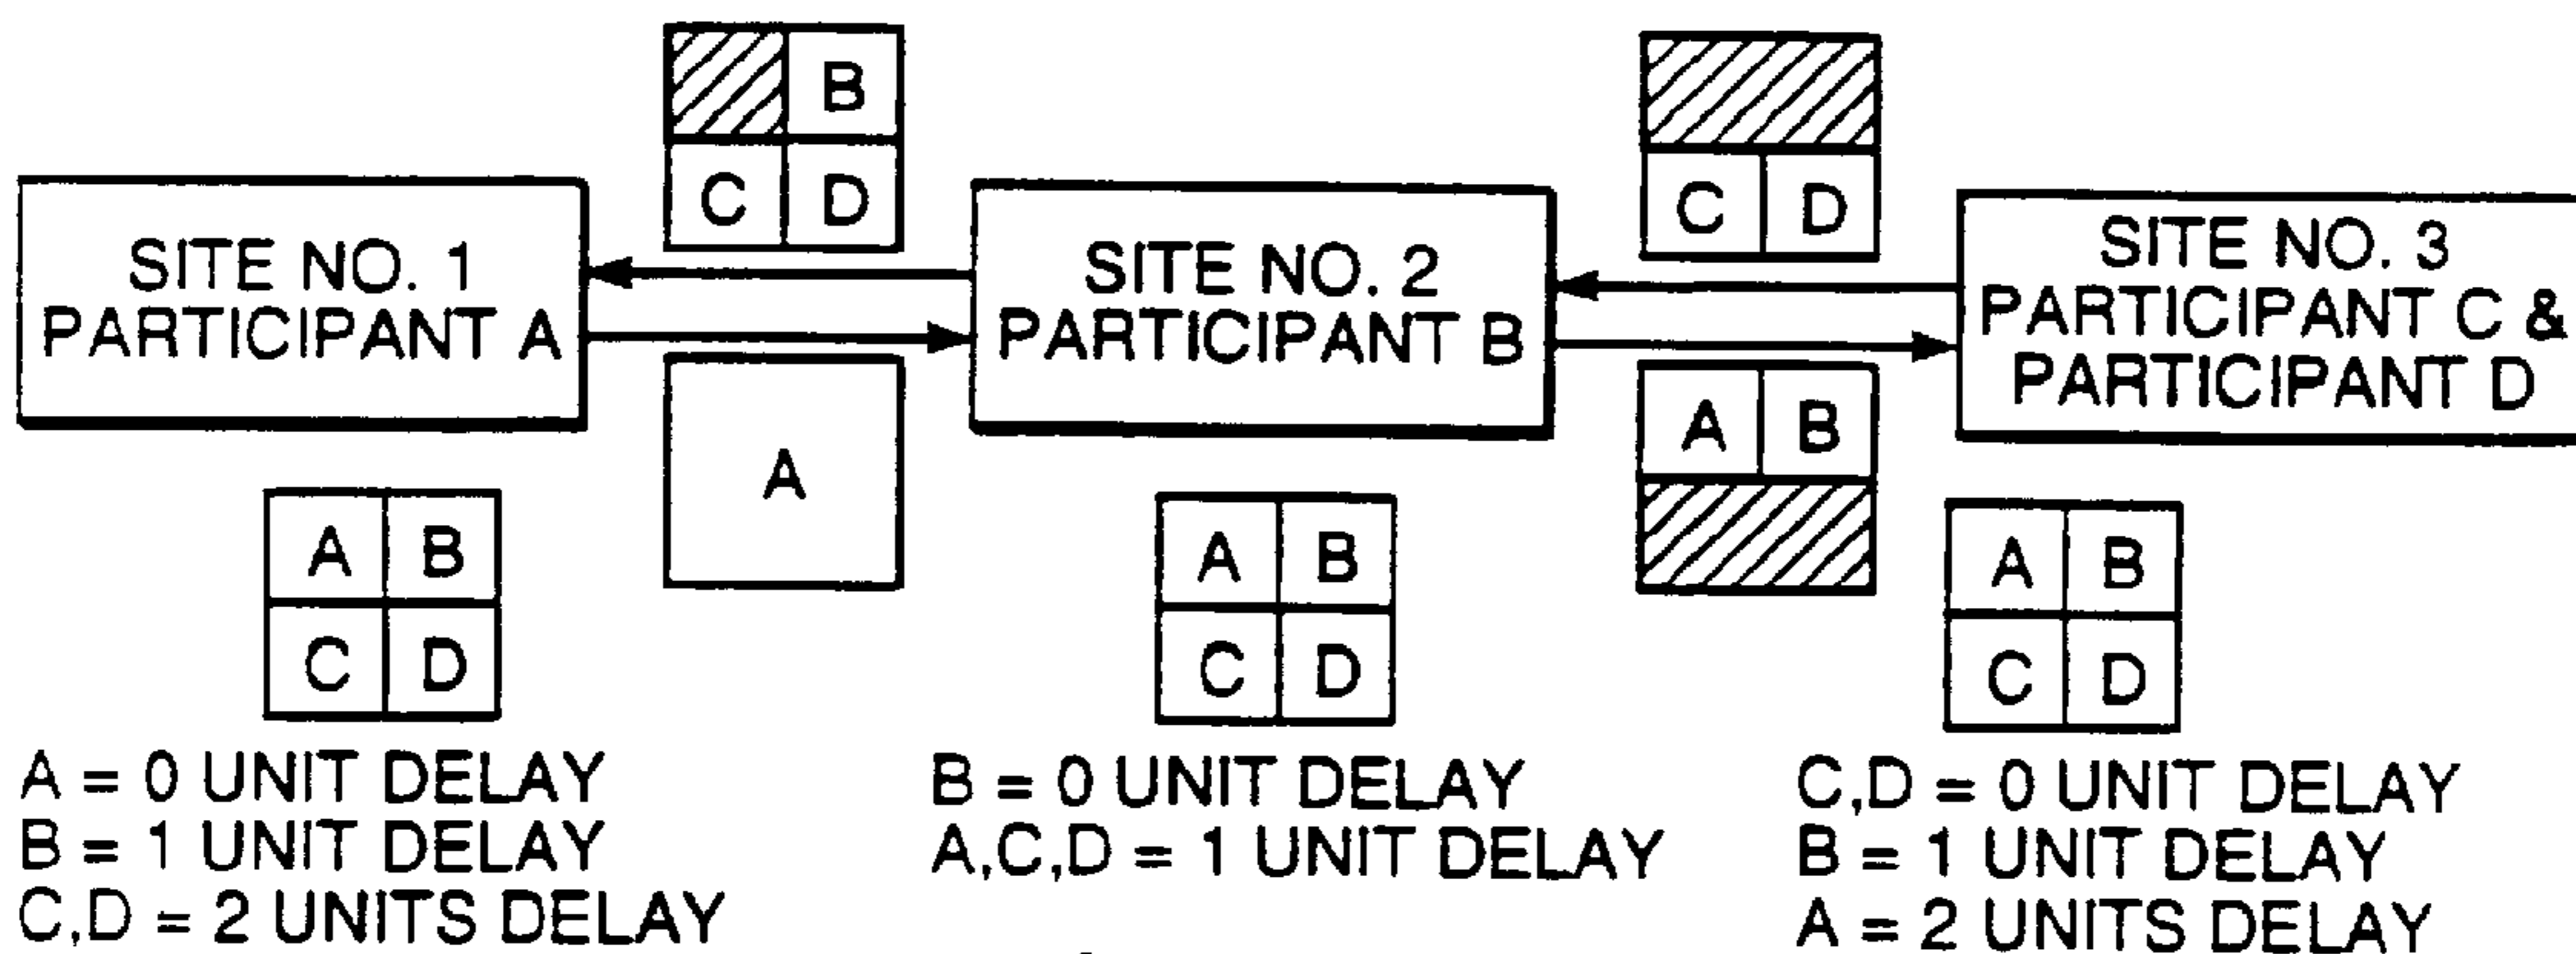 B
C D
C D
SITE NO. 1
PARTICIPANT A
SITE NO. 2
PARTICIPANT B
SITE NO. 3
PARTICIPANT C &
PARTICIPANT D
A
A B
A B
C D
A B
C D
A B
C D
A = 0 UNIT DELAY
B = 1 UNIT DELAY
C,D = 2 UNITS DELAY
B = 0 UNIT DELAY
A,C,D = 1 UNIT DELAY
C,D = 0 UNIT DELAY
B = 1 UNIT DELAY
A = 2 UNITS DELAY